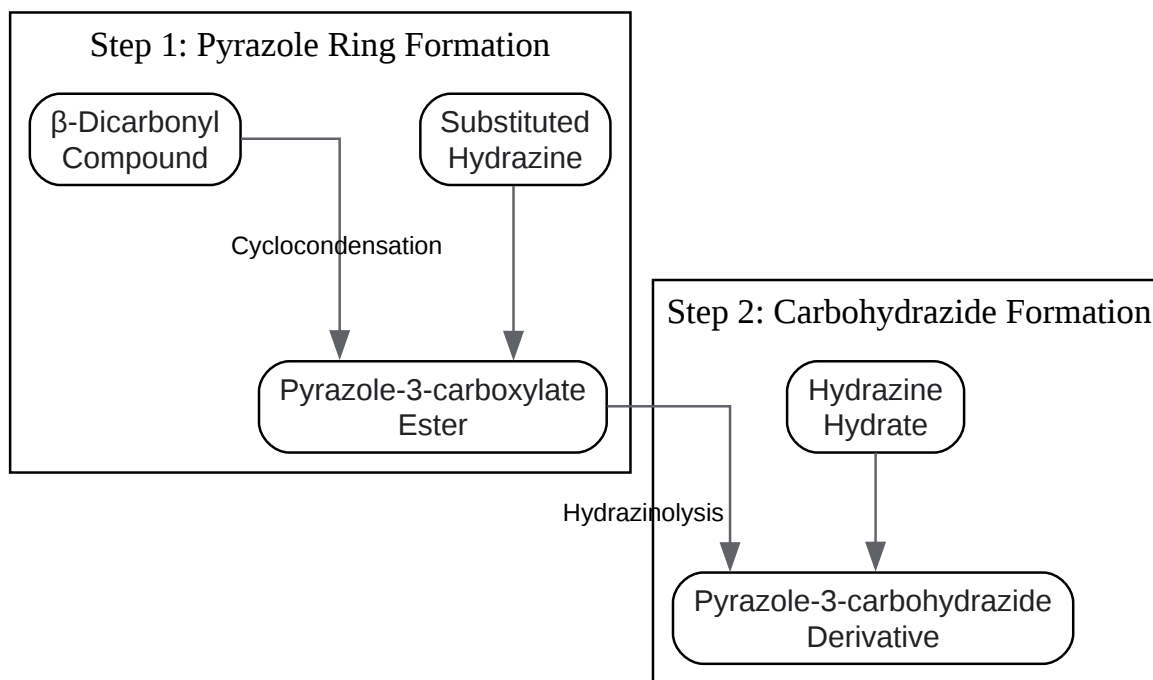 Step 1: Pyrazole Ring Formation
β-Dicarbonyl
Compound
Substituted
Hydrazine
Cyclocondensation
Pyrazole-3-carboxylate
Ester
Step 2: Carbohydrazide Formation
Hydrazine
Hydrate
Hydrazinolysis
Pyrazole-3-carbohydrazide
Derivative